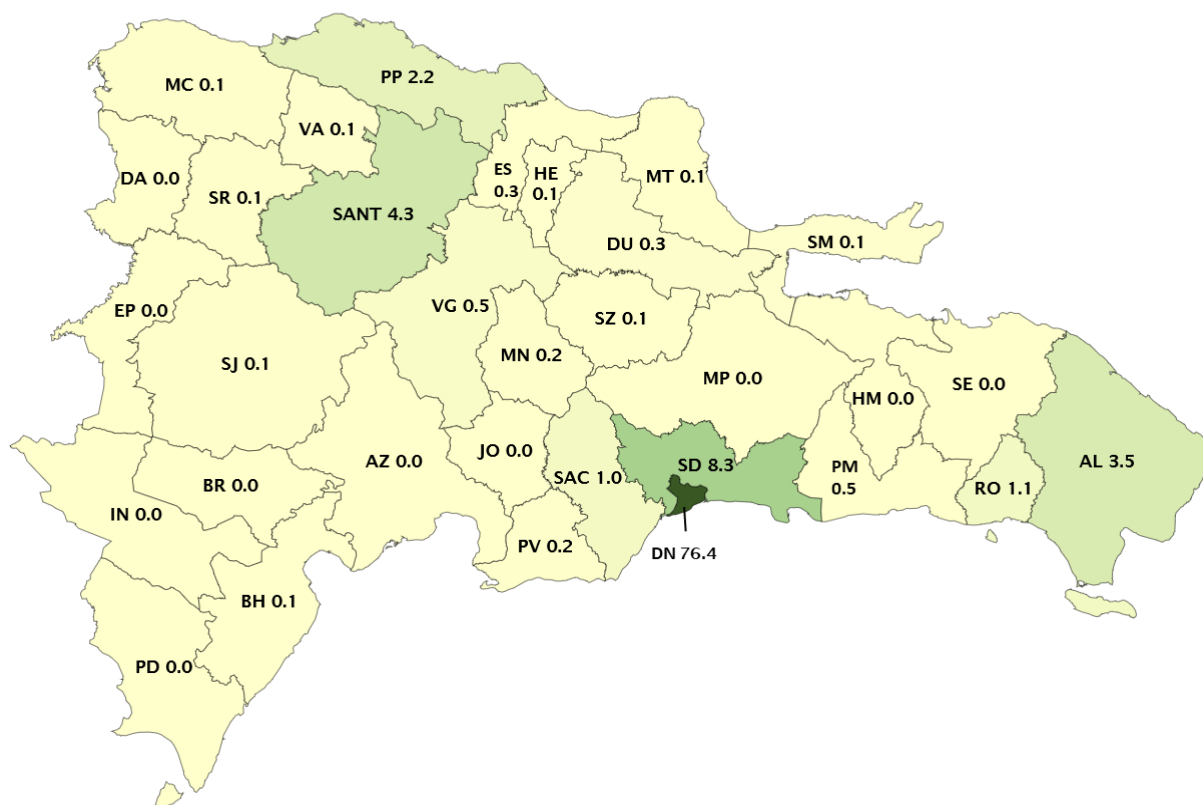 PP 2.2
MC 0.1
VA 0.1
ES
0.3
HE
0.1
MT 0.1
DA 0.0
SR 0.1
SANT 4.3
DU 0.3
SM 0.1
EP 0.0
VG 0.5
SZ 0.1
SJ 0.1
MN 0.2
MP 0.0
SE 0.0
HM 0.0
JO 0.0
AZ 0.0
SD 8.3
PM
0.5
AL 3.5
BR 0.0
SAC 1.0
RO 1.1
IN 0.0
PV 0.2
DN 76.4
BH 0.1
PD 0.0